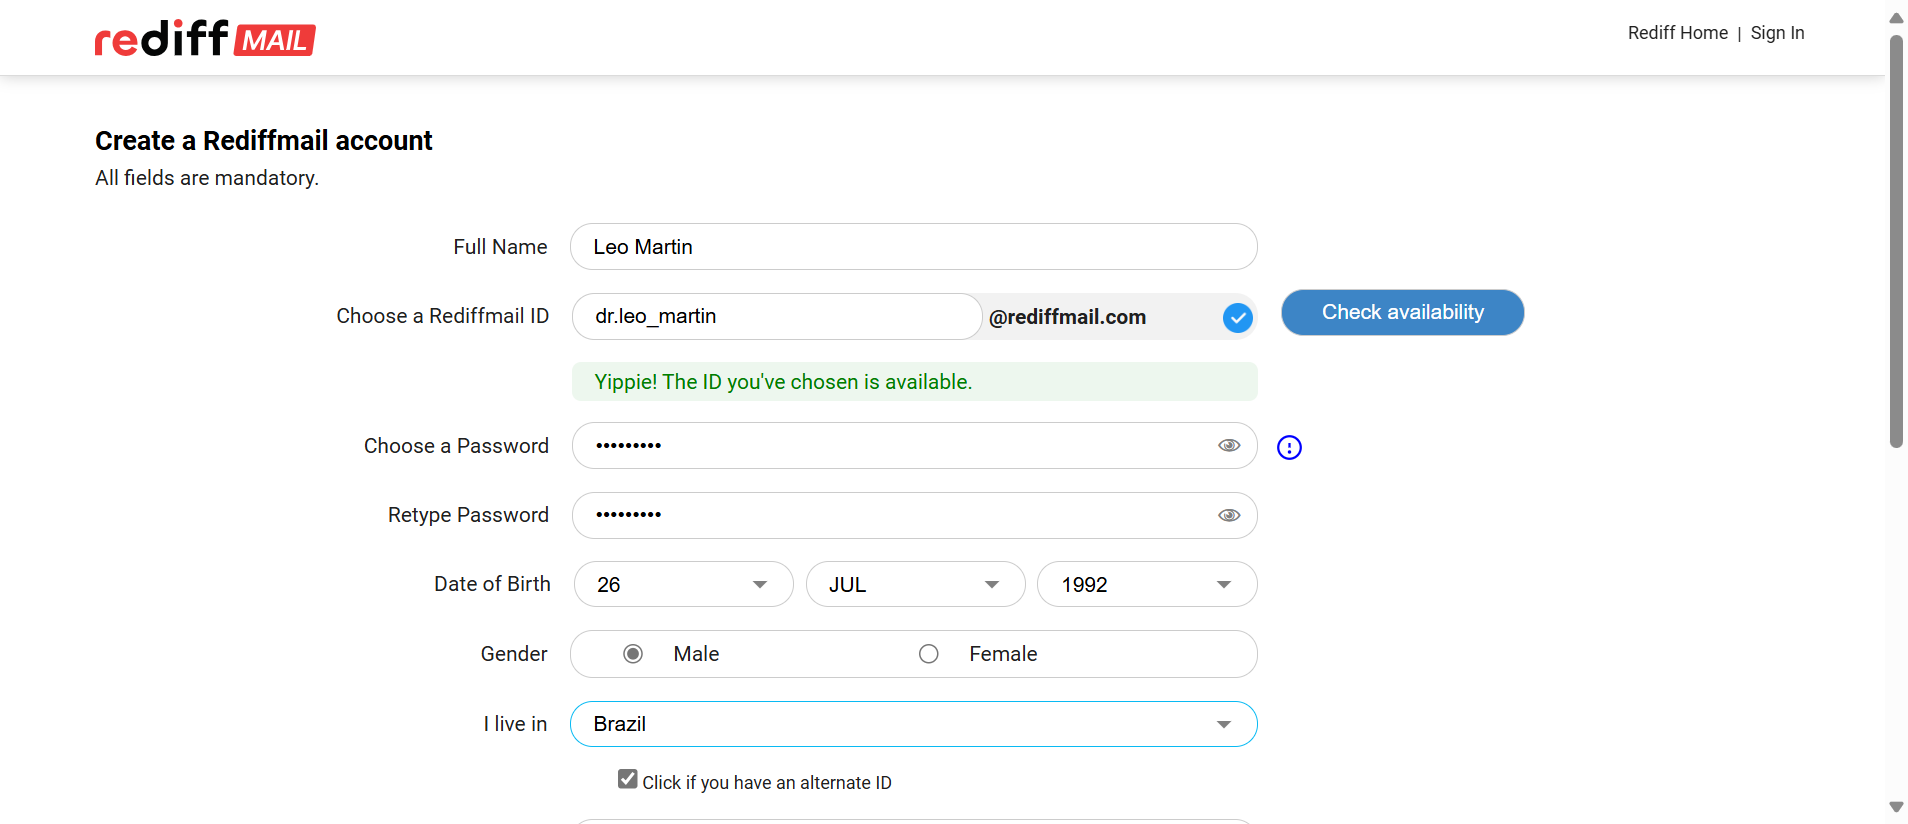 rediff MAIL
Rediff Home | Sign In
Create a Rediffmail account
All fields are mandatory.
Full Name Leo Martin
Choose a Rediffmail ID dr.leo_martin @rediffmail.com Check availability
Yippie! The ID you've chosen is available.
Choose a Password •••••••••
Retype Password •••••••••
Date of Birth 26 JUL 1992
Gender Male Female
I live in Brazil
Click if you have an alternate ID